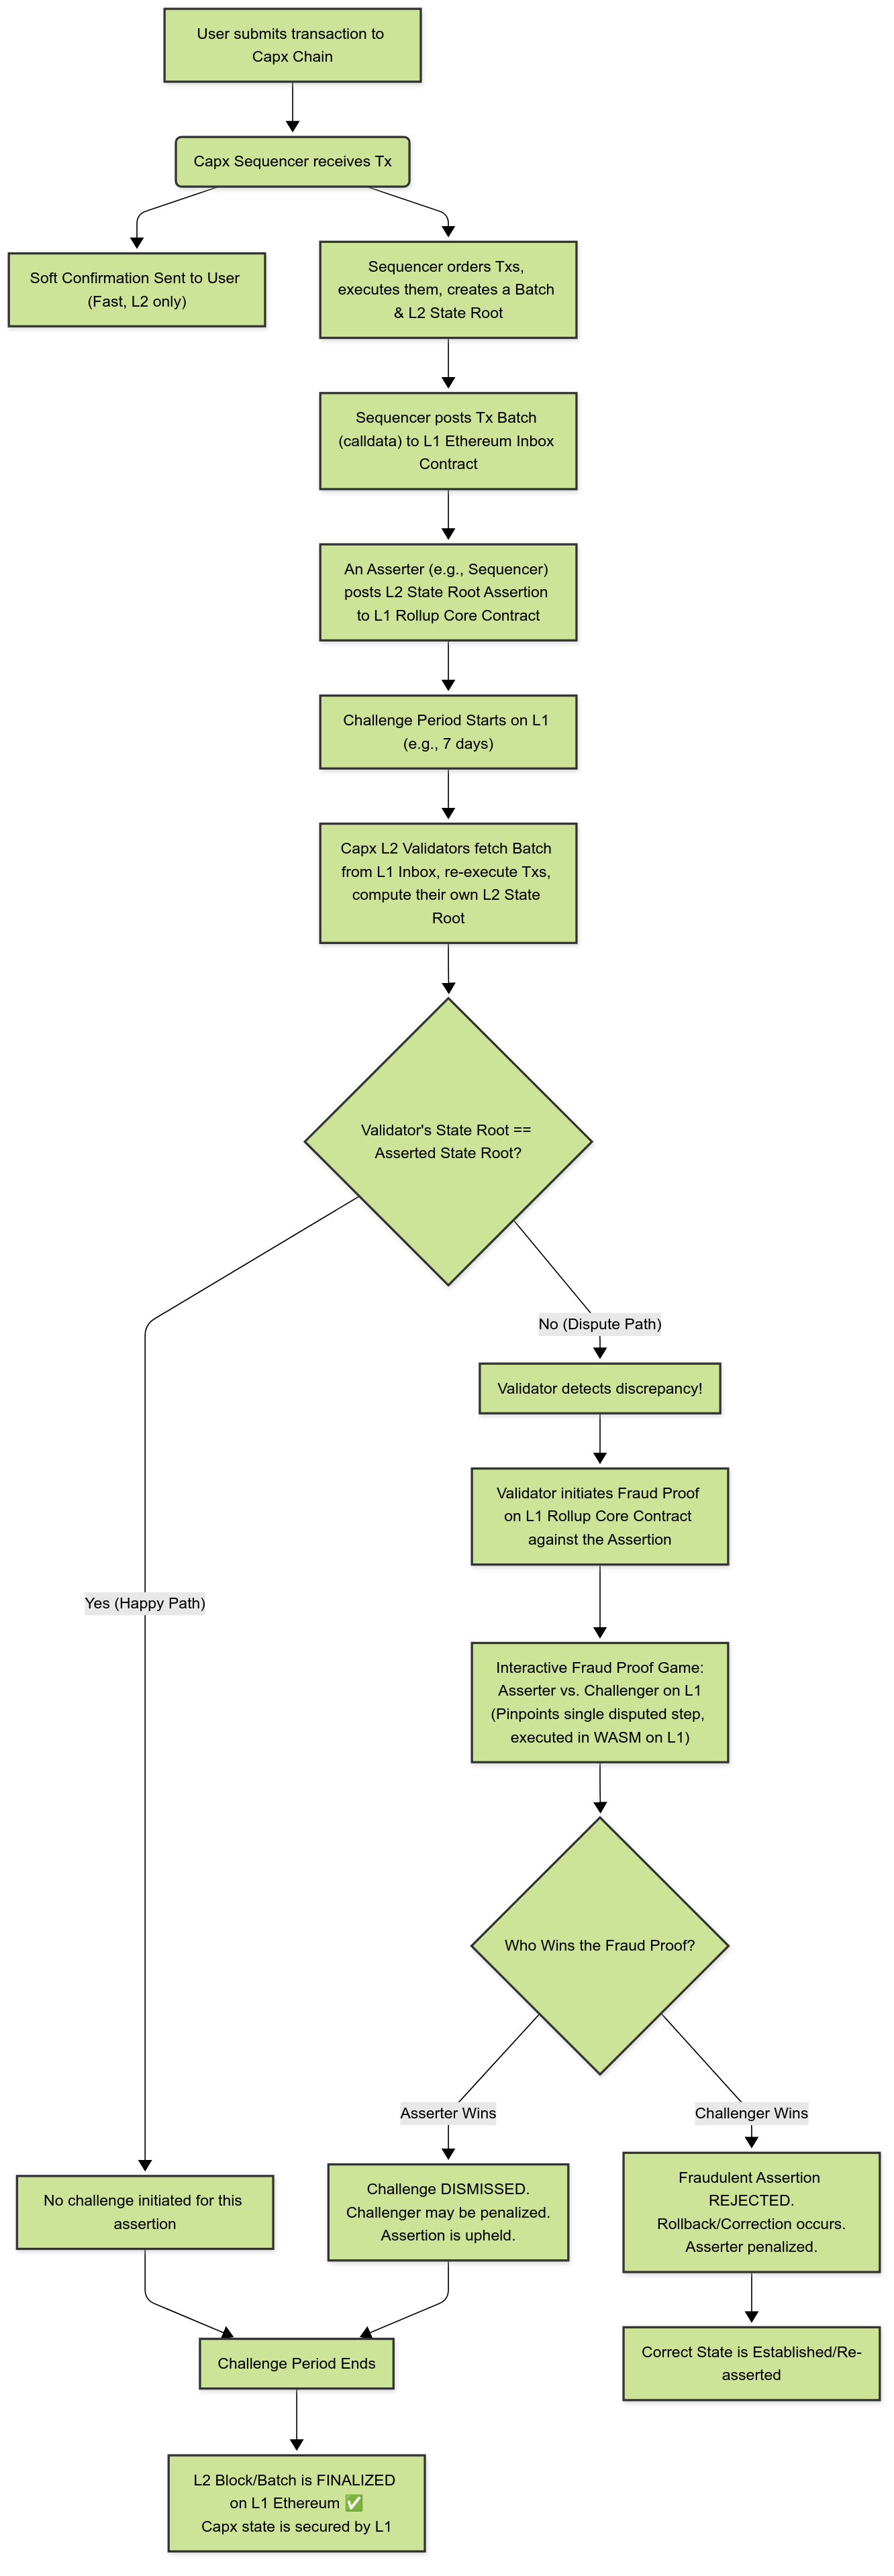 User submits transaction to
Capx Chain
Capx Sequencer receives Tx
Soft Confirmation Sent to User
(Fast, L2 only)
Sequencer orders Txs,
executes them, creates a Batch
& L2 State Root
Sequencer posts Tx Batch
(calldata) to L1 Ethereum Inbox
Contract
An Asserter (e.g., Sequencer)
posts L2 State Root Assertion
to L1 Rollup Core Contract
Challenge Period Starts on L1
(e.g., 7 days)
Capx L2 Validators fetch Batch
from L1 Inbox, re-execute Txs,
compute their own L2 State
Root
Validator's State Root ==
Asserted State Root?
No (Dispute Path)
Validator detects discrepancy!
Validator initiates Fraud Proof
on L1 Rollup Core Contract
against the Assertion
Yes (Happy Path)
Interactive Fraud Proof Game:
Asserter vs. Challenger on L1
(Pinpoints single disputed step,
executed in WASM on L1)
Who Wins the Fraud Proof?
Asserter Wins
Challenger Wins
No challenge initiated for this
assertion
Challenge DISMISSED.
Challenger may be penalized.
Assertion is upheld.
Fraudulent Assertion
REJECTED.
Rollback/Correction occurs.
Asserter penalized.
Challenge Period Ends
Correct State is Established/Re-
asserted
L2 Block/Batch is FINALIZED
on L1 Ethereum ✅
Capx state is secured by L1